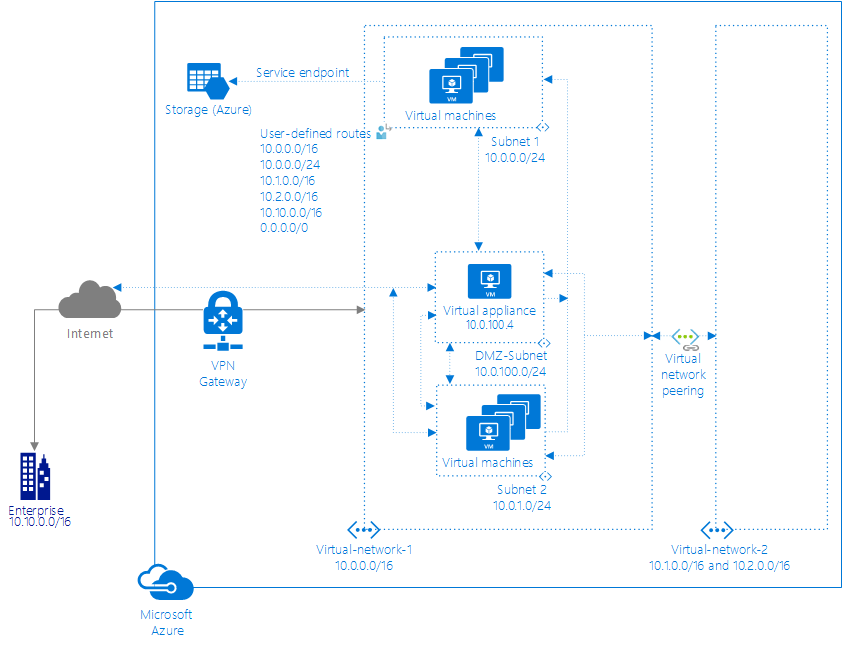 Service endpoint
Storage (Azure)
VM
Virtual machines
User-defined routes
10.0.0.0/16
10.0.0.0/24
10.1.0.0/16
10.2.0.0/16
10.10.0.0/16
0.0.0.0/0
Subnet 1
10.0.0.0/24
VM
Virtual appliance
10.0.100.4
Internet
VPN
Gateway
DMZ-Subnet
10.0.100.0/24
Virtual
network
peering
VM
Virtual machines
Subnet 2
10.0.1.0/24
Enterprise
10.10.0.0/16
Virtual-network-1
10.0.0.0/16
Virtual-network-2
10.1.0.0/16 and 10.2.0.0/16
Microsoft
Azure